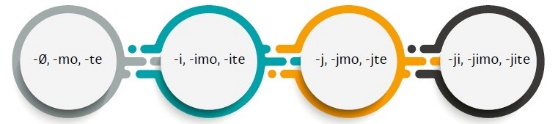 -Ø, -mo, -te
-i, -imo, -ite
-j, -jmo, -jte
-ji, -jimo, -jite